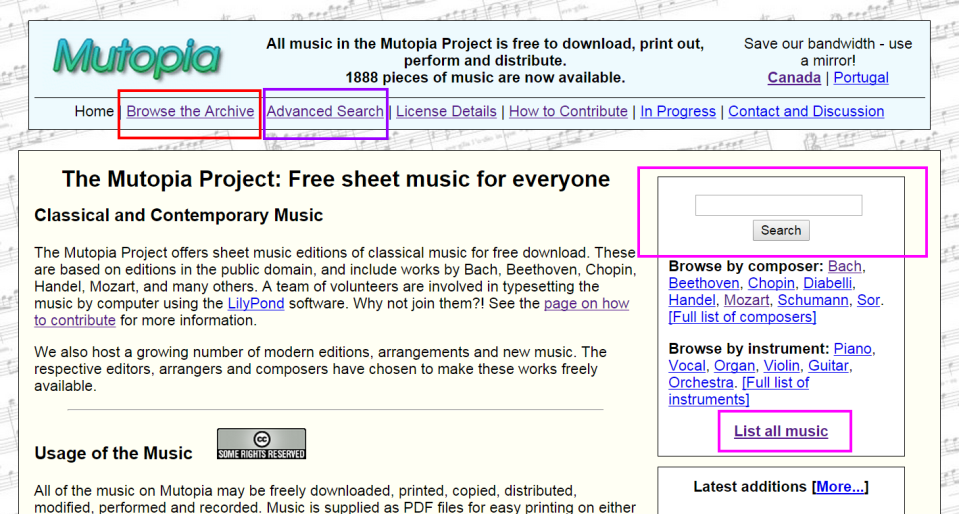 Mutopia
All music in the Mutopia Project is free to download, print out,
perform and distribute.
1888 pieces of music are now available.
Save our bandwidth - use
a mirror!
Canada | Portugal
Home | Browse the Archive | Advanced Search | License Details | How to Contribute | In Progress | Contact and Discussion
The Mutopia Project: Free sheet music for everyone
Classical and Contemporary Music
The Mutopia Project offers sheet music editions of classical music for free download. These
are based on editions in the public domain, and include works by Bach, Beethoven, Chopin,
Handel, Mozart, and many others. A team of volunteers are involved in typesetting the
music by computer using the LilyPond software. Why not join them?! See the page on how
to contribute for more information.
We also host a growing number of modern editions, arrangements and new music. The
respective editors, arrangers and composers have chosen to make these works freely
available.
Usage of the Music
cc
SOME RIGHTS RESERVED
All of the music on Mutopia may be freely downloaded, printed, copied, distributed,
modified, performed and recorded. Music is supplied as PDF files for easy printing on either
Search
Browse by composer: Bach,
Beethoven, Chopin, Diabelli,
Handel, Mozart, Schumann, Sor.
[Full list of composers]
Browse by instrument: Piano,
Vocal, Organ, Violin, Guitar,
Orchestra. [Full list of
instruments]
List all music
Latest additions [More...]